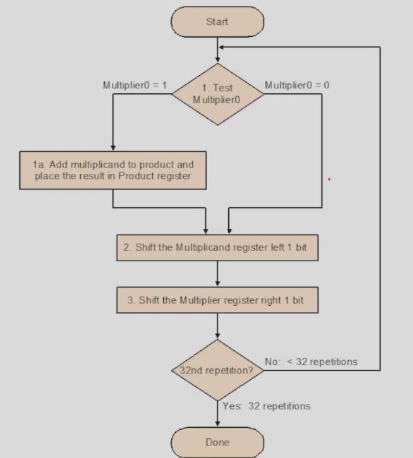 Start
Multiplier0 = 1
1. Test
Multiplier0
Multiplier0 = 0
1a. Add multiplicand to product and
place the result in Product register
2. Shift the Multiplicand register left 1 bit
3. Shift the Multiplier register right 1 bit
32nd repetition?
No: < 32 repetitions
Yes: 32 repetitions
Done